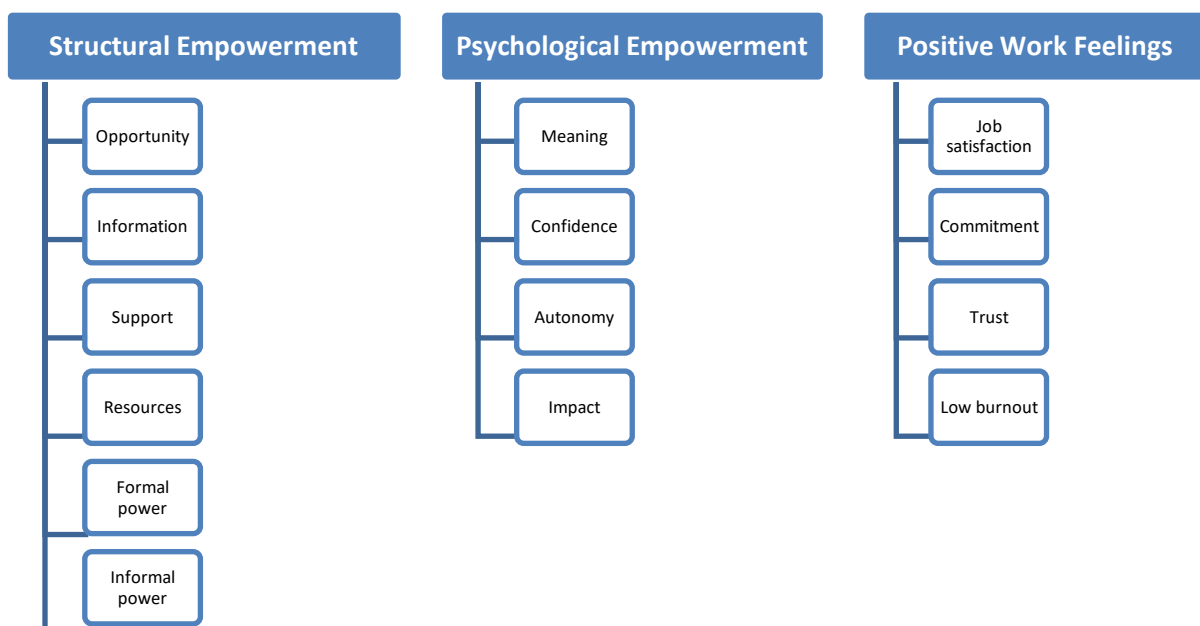 Structural Empowerment
Opportunity
Information
Support
Resources
Formal
power
Informal
power
Psychological Empowerment
Meaning
Confidence
Autonomy
Impact
Positive Work Feelings
Job
satisfaction
Commitment
Trust
Low burnout